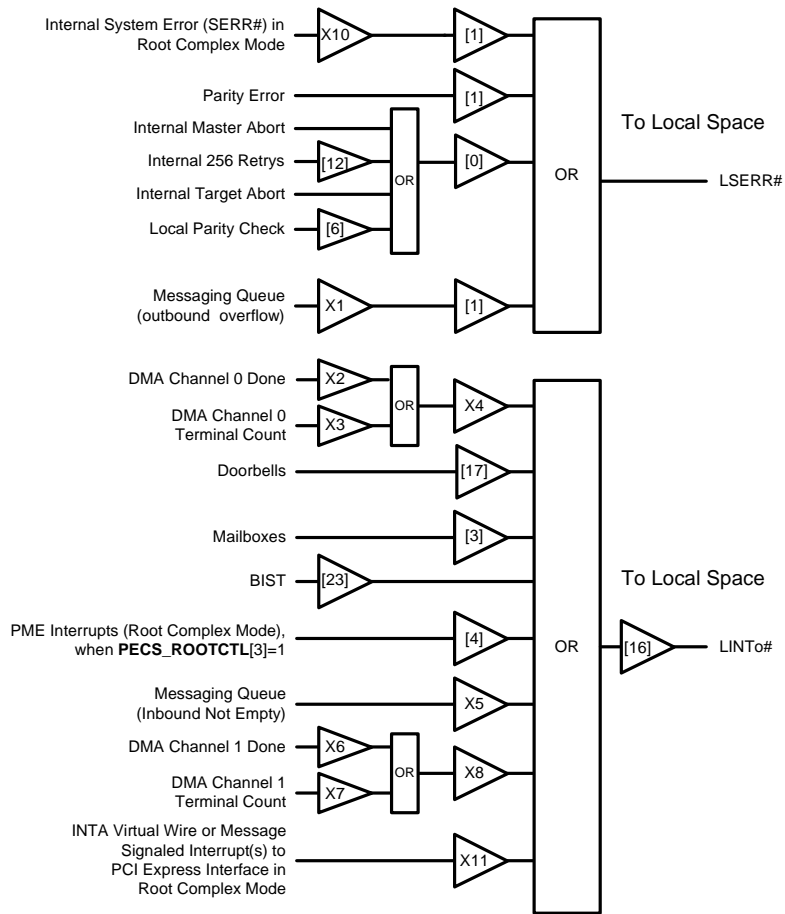 Internal System Error (SERR#) in
Root Complex Mode
X10
[1]
Parity Error
[1]
To Local Space
Internal Master Abort
Internal 256 Retrys
[12]
OR
[0]
OR
LSERR#
Internal Target Abort
Local Parity Check
[6]
Messaging Queue
(outbound overflow)
X1
[1]
DMA Channel 0 Done
X2
OR
X4
DMA Channel 0
Terminal Count
X3
Doorbells
[17]
Mailboxes
[3]
BIST
[23]
To Local Space
PME Interrupts (Root Complex Mode),
when PECS_ROOTCTL[3]=1
[4]
OR
[16]
LINTo#
Messaging Queue
(Inbound Not Empty)
X5
DMA Channel 1 Done
X6
OR
X8
DMA Channel 1
Terminal Count
X7
INTA Virtual Wire or Message
Signaled Interrupt(s) to
PCI Express Interface in
Root Complex Mode
X11